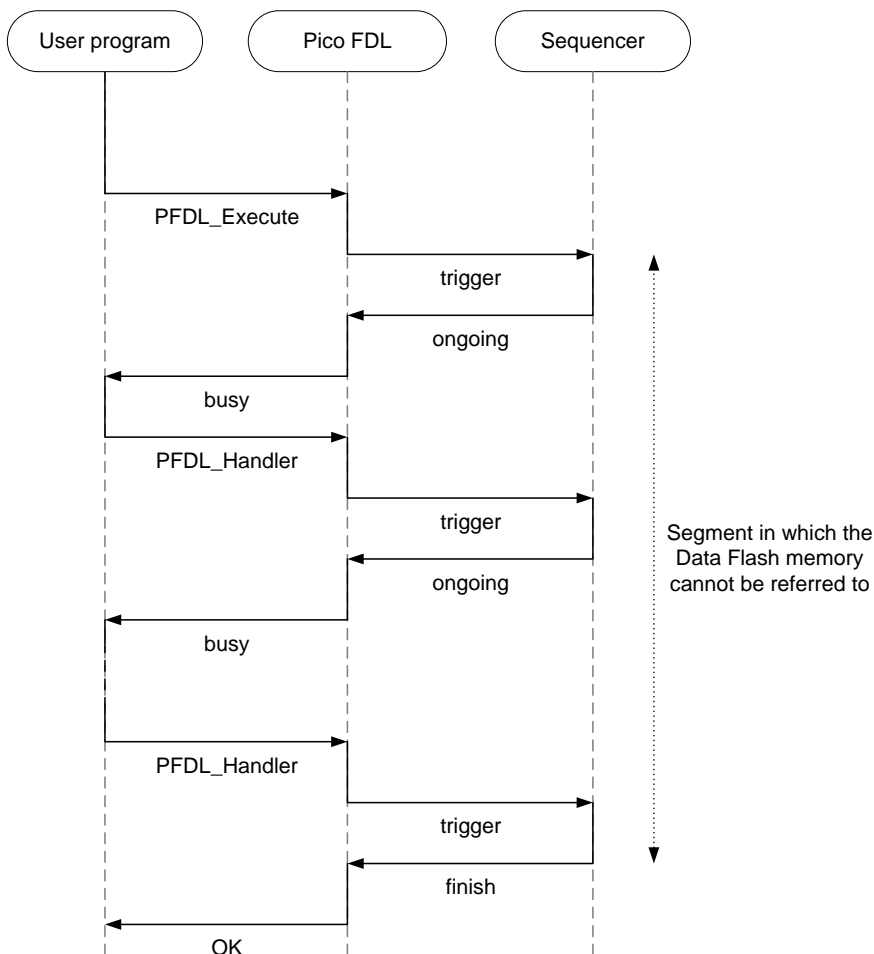 User program
Pico FDL
Sequencer
PFDL_Execute
trigger
ongoing
busy
PFDL_Handler
trigger
Segment in which the
Data Flash memory
cannot be referred to
ongoing
busy
PFDL_Handler
trigger
finish
OK